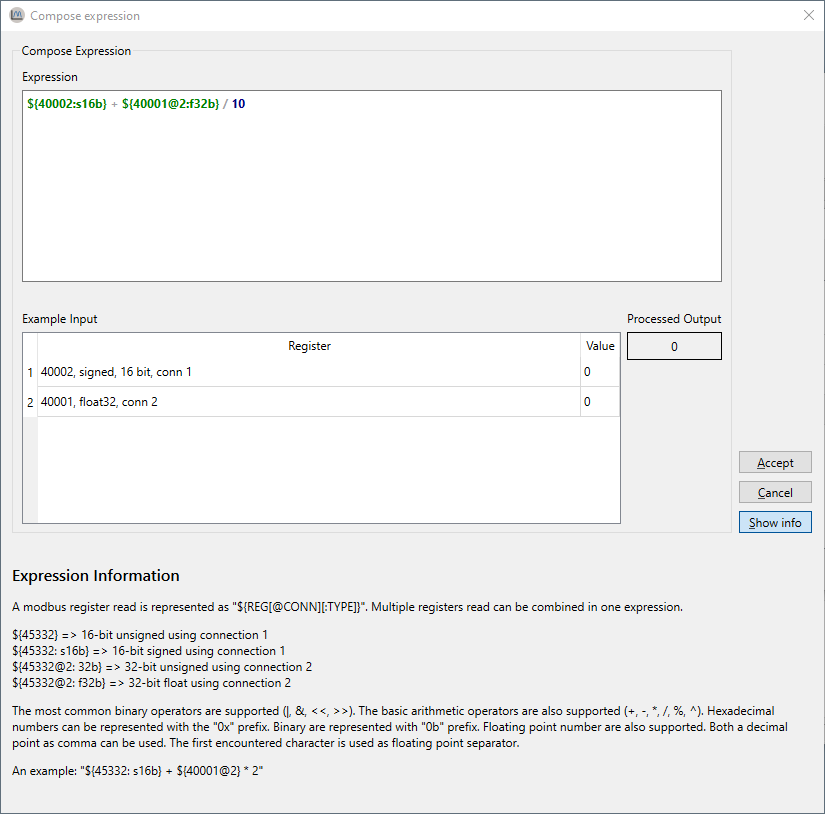 Compose expression
Compose Expression
Expression
${40002:s16b} + ${40001@2:f32b} / 10
Example Input
Processed Output
Register Value
0
1 40002, signed, 16 bit, conn 1 0
2 40001, float32, conn 2 0
Accept
Cancel
Show info
Expression Information
A modbus register read is represented as "${REG[@CONN][:TYPE]}". Multiple registers read can be combined in one expression.
${45332} => 16-bit unsigned using connection 1
${45332: s16b} => 16-bit signed using connection 1
${45332@2: 32b} => 32-bit unsigned using connection 2
${45332@2: f32b} => 32-bit float using connection 2
The most common binary operators are supported (|, &, <<, >>). The basic arithmetic operators are also supported (+, -, *, /, %, ^). Hexadecimal
numbers can be represented with the "0x" prefix. Binary are represented with "0b" prefix. Floating point number are also supported. Both a decimal
point as comma can be used. The first encountered character is used as floating point separator.
An example: "${45332: s16b} + ${40001@2} * 2"